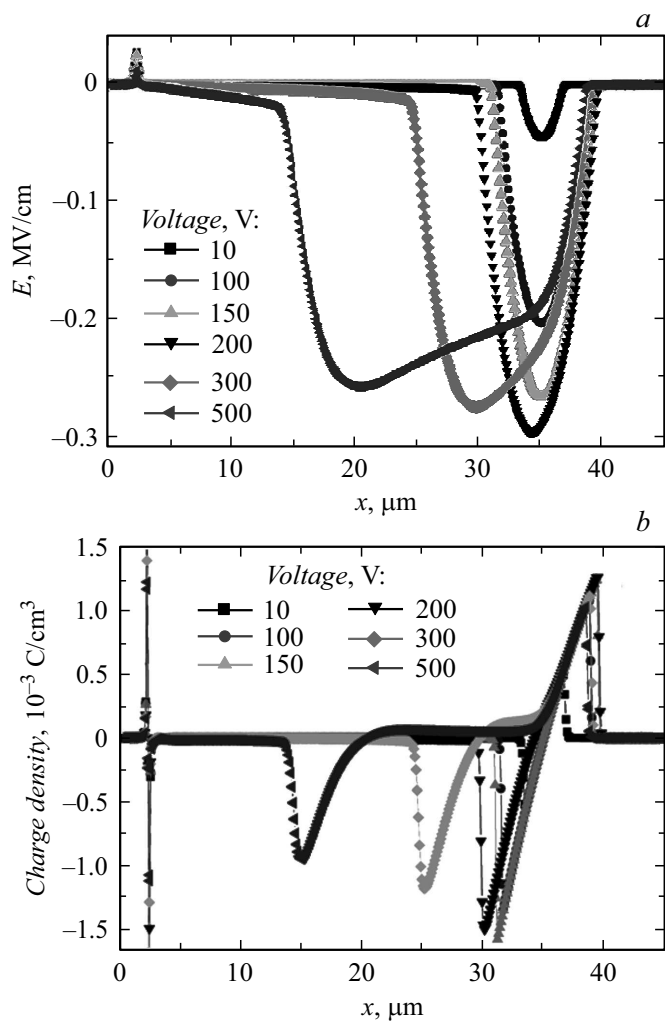 a
0
−0.1
−0.2
−0.3
E, MV/cm
Voltage, V:
10
100
150
200
300
500
0 10 20 30 40
x, μm
b
1.5
1.0
0.5
0
−0.5
−1.0
−1.5
Charge density, 10⁻³ C/cm³
Voltage, V:
10 200
100 300
150 500
0 10 20 30 40
x, μm